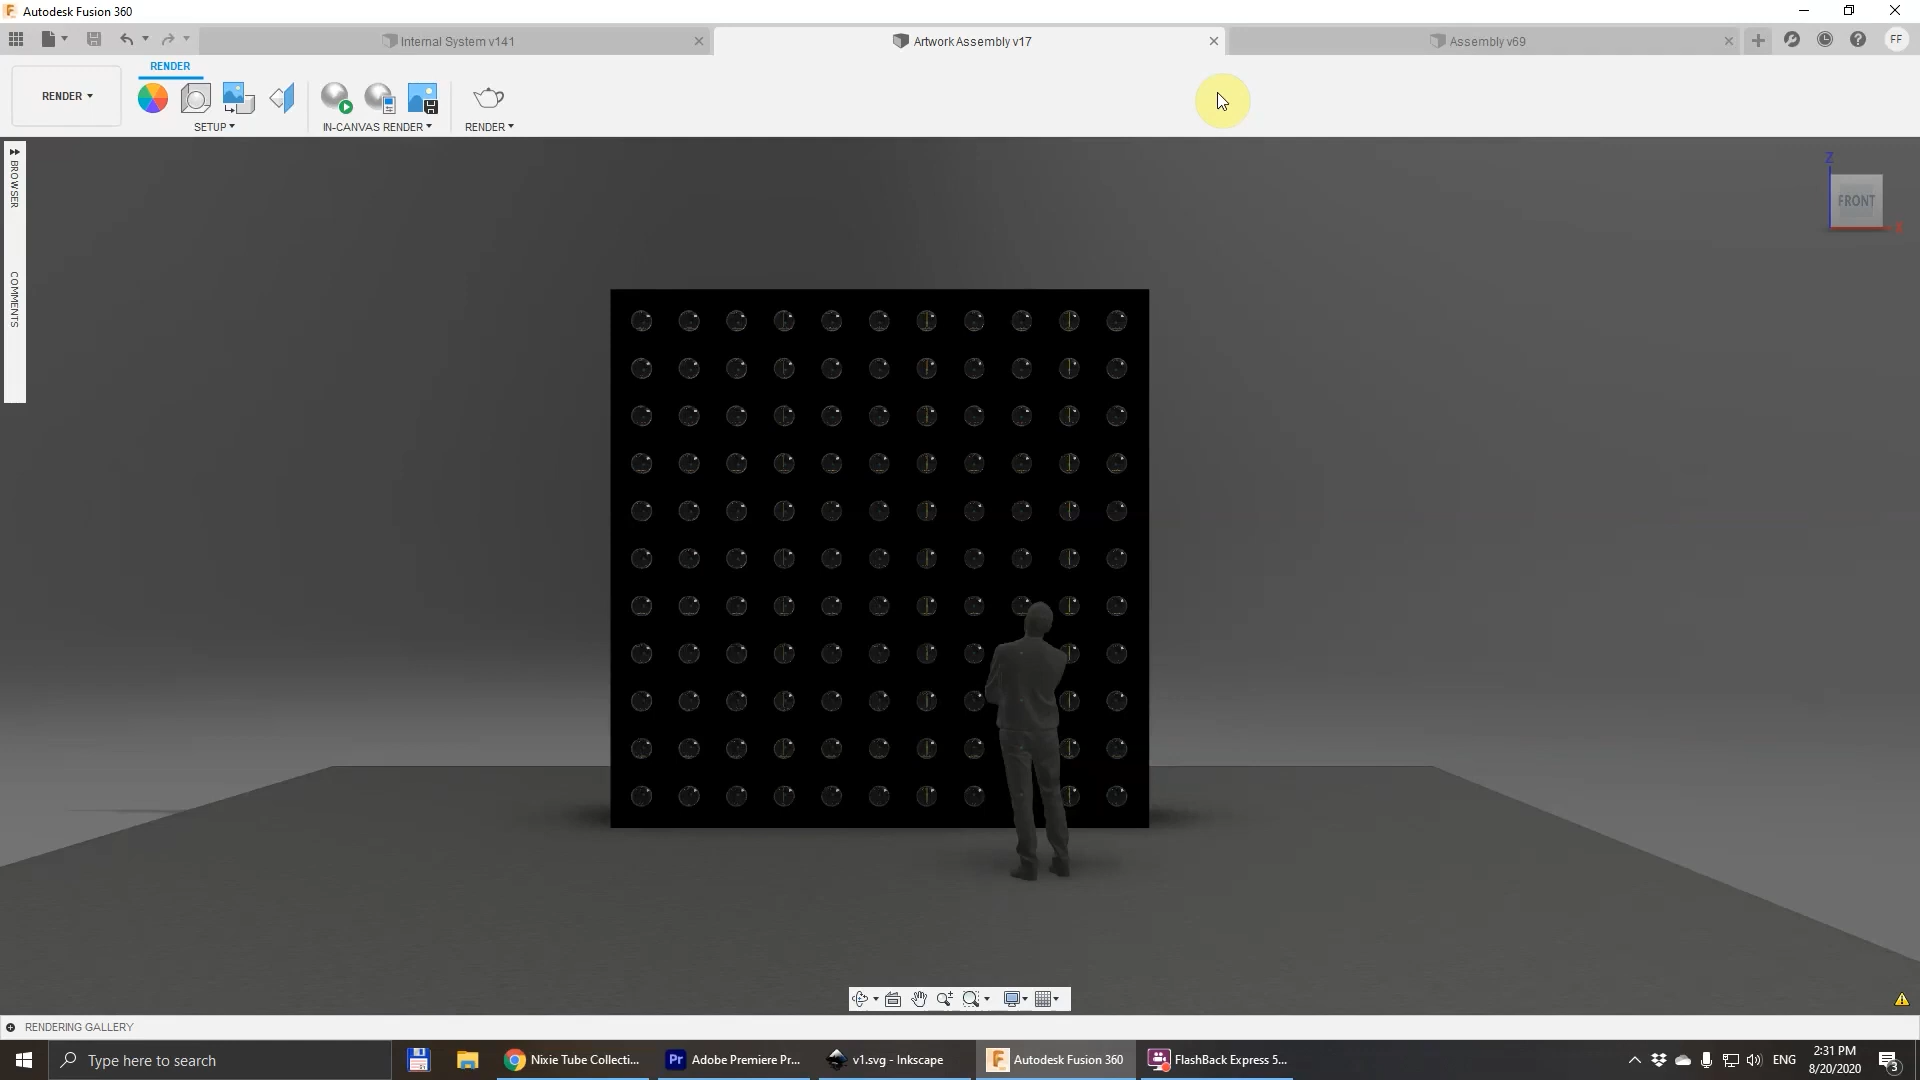 Autodesk Fusion 360
Internal System v141
Artwork Assembly v17
Assembly v69
FF
RENDER
RENDER
SETUP
IN-CANVAS RENDER
RENDER
BROWSER
COMMENTS
Z
FRONT
X
RENDERING GALLERY
Type here to search
Nixie Tube Collecti...
Pr
Adobe Premiere Pr...
v1.svg - Inkscape
Autodesk Fusion 360
FlashBack Express 5...
ENG
2:31 PM
8/20/2020
3